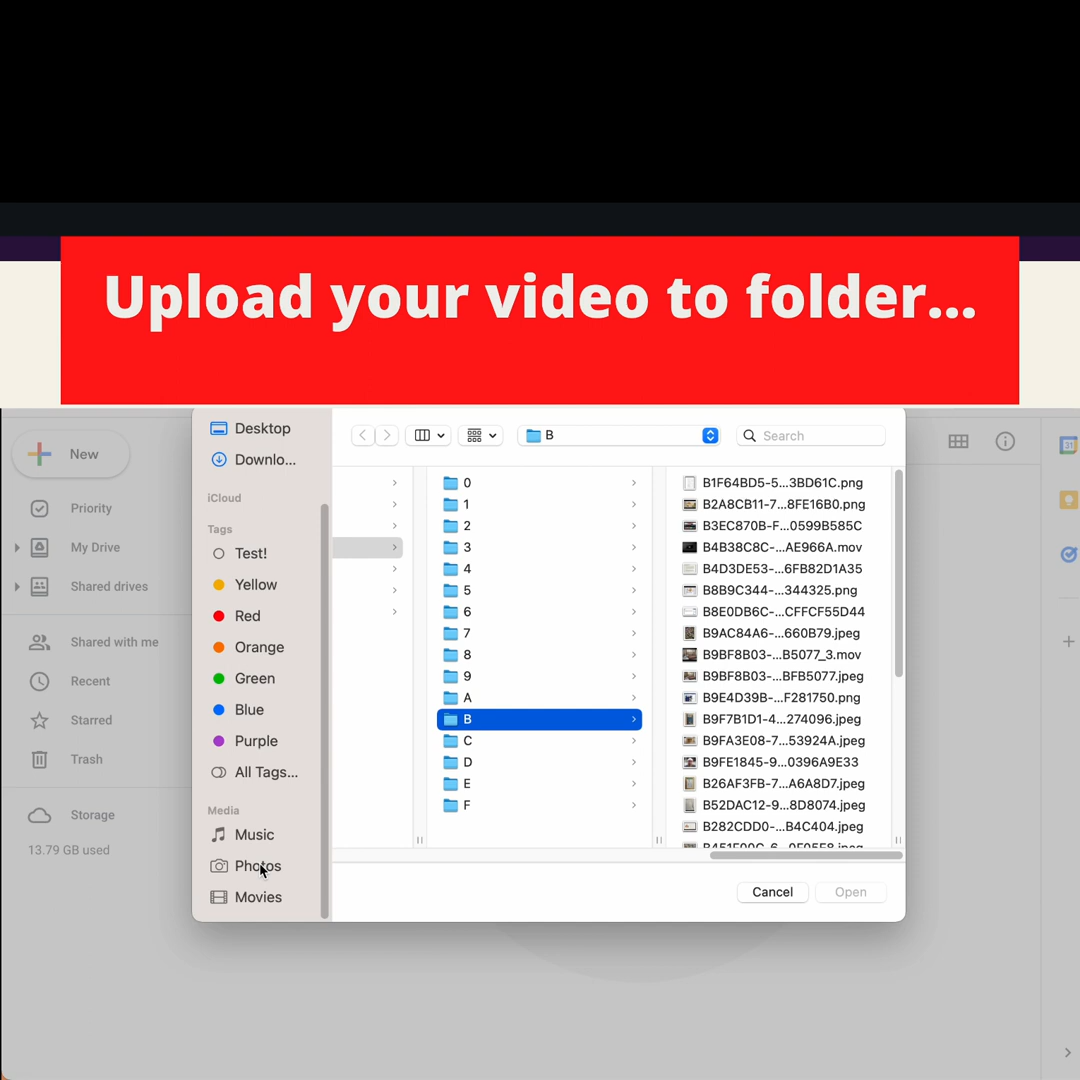 Upload your video to folder...
New
Priority
My Drive
Shared drives
Shared with me
Recent
Starred
Trash
Storage
13.79 GB used
Desktop
Downlo...
iCloud
Tags
Test!
Yellow
Red
Orange
Green
Blue
Purple
All Tags...
Media
Music
Photos
Movies
B
Search
0
1
2
3
4
5
6
7
8
9
A
B
C
D
E
F
B1F64BD5-5...3BD61C.png
B2A8CB11-7...8FE16B0.png
B3EC870B-F...0599B585C
B4B38C8C-...AE966A.mov
B4D3DE53-...6FB82D1A35
B8B9C344-...344325.png
B8E0DB6C-...CFFCF55D44
B9AC84A6-...660B79.jpeg
B9BF8B03-...B5077_3.mov
B9BF8B03-...BFB5077.jpeg
B9E4D39B-...F281750.png
B9F7B1D1-4...274096.jpeg
B9FA3E08-7...53924A.jpeg
B9FE1845-9...0396A9E33
B26AF3FB-7...A6A8D7.jpeg
B52DAC12-9...8D8074.jpeg
B282CDD0-...B4C404.jpeg
Cancel
Open
31